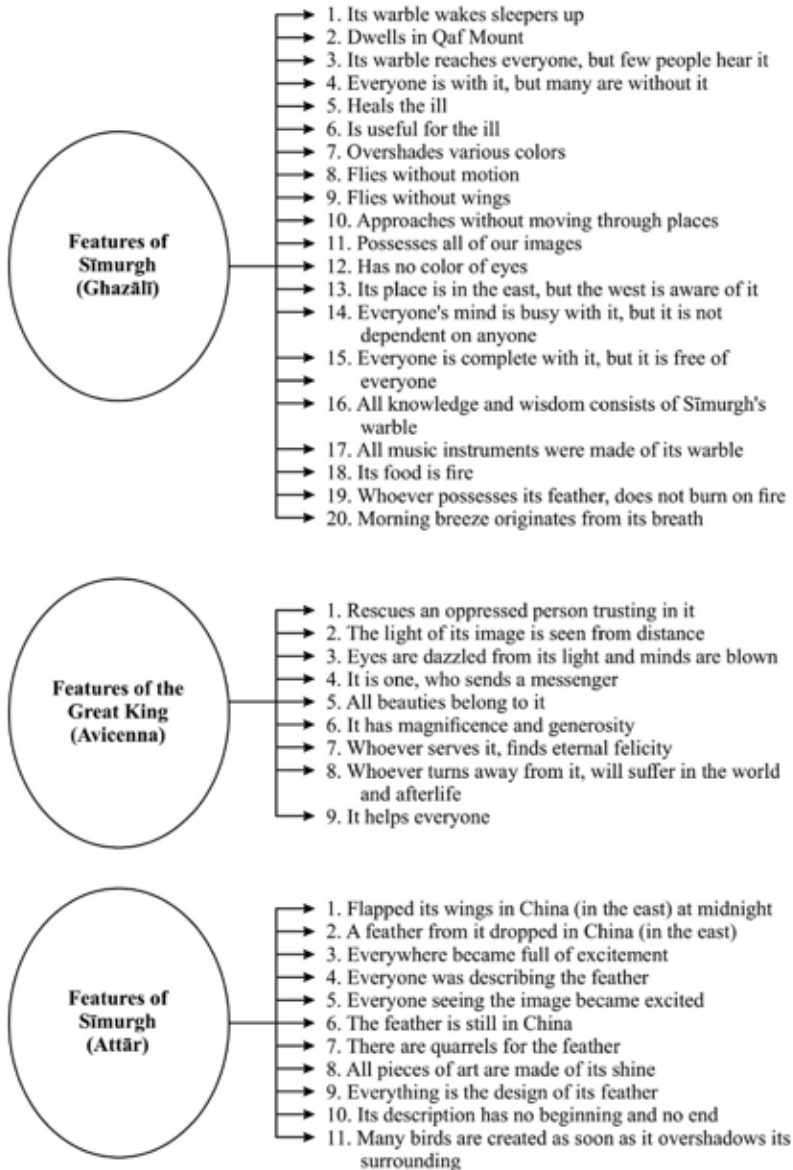 Features of
Sīmurgh
(Ghazālī)
1. Its warble wakes sleepers up
2. Dwells in Qaf Mount
3. Its warble reaches everyone, but few people hear it
4. Everyone is with it, but many are without it
5. Heals the ill
6. Is useful for the ill
7. Overshades various colors
8. Flies without motion
9. Flies without wings
10. Approaches without moving through places
11. Possesses all of our images
12. Has no color of eyes
13. Its place is in the east, but the west is aware of it
14. Everyone's mind is busy with it, but it is not
dependent on anyone
15. Everyone is complete with it, but it is free of
everyone
16. All knowledge and wisdom consists of Sīmurgh's
warble
17. All music instruments were made of its warble
18. Its food is fire
19. Whoever possesses its feather, does not burn on fire
20. Morning breeze originates from its breath
Features of the
Great King
(Avicenna)
1. Rescues an oppressed person trusting in it
2. The light of its image is seen from distance
3. Eyes are dazzled from its light and minds are blown
4. It is one, who sends a messenger
5. All beauties belong to it
6. It has magnificence and generosity
7. Whoever serves it, finds eternal felicity
8. Whoever turns away from it, will suffer in the world
and afterlife
9. It helps everyone
Features of
Sīmurgh
(Attār)
1. Flapped its wings in China (in the east) at midnight
2. A feather from it dropped in China (in the east)
3. Everywhere became full of excitement
4. Everyone was describing the feather
5. Everyone seeing the image became excited
6. The feather is still in China
7. There are quarrels for the feather
8. All pieces of art are made of its shine
9. Everything is the design of its feather
10. Its description has no beginning and no end
11. Many birds are created as soon as it overshadows its
surrounding